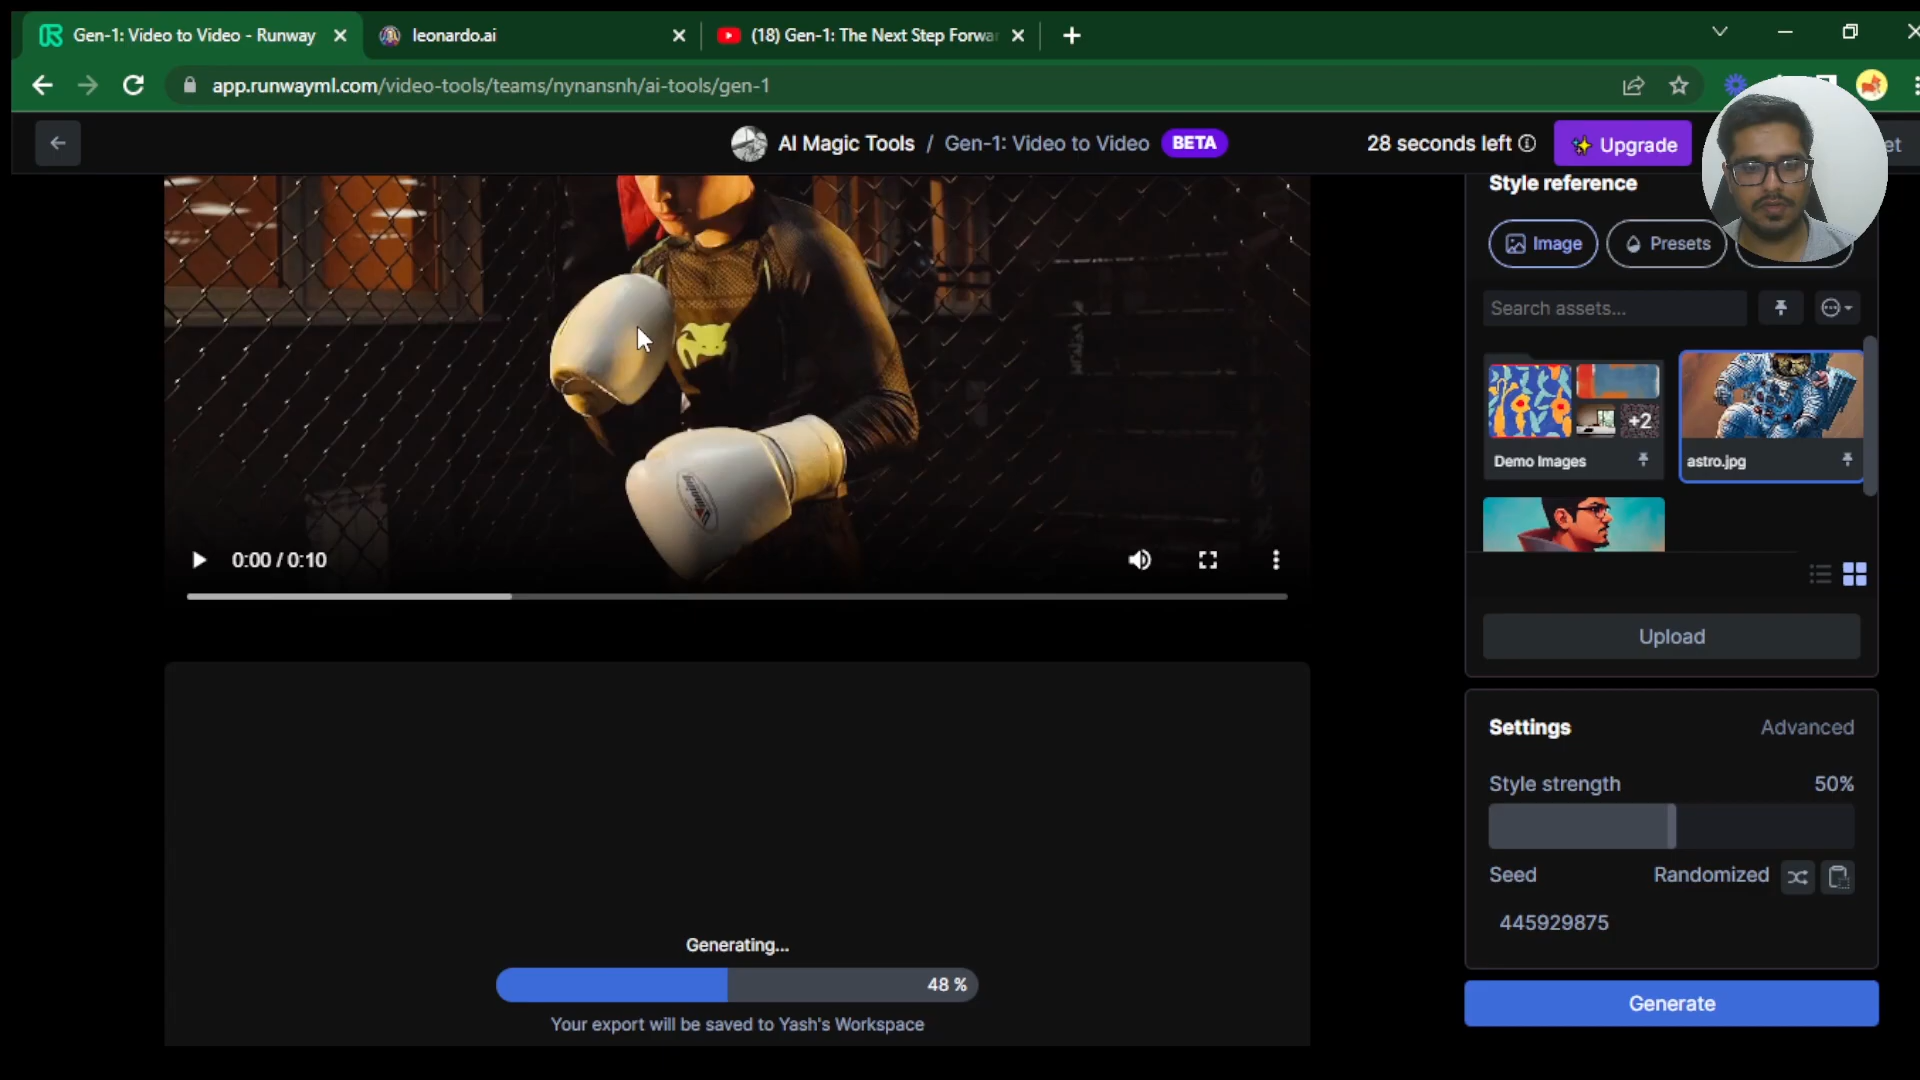 Gen-1: Video to Video - Runway
leonardo.ai
(18) Gen-1: The Next Step Forwar
app.runwayml.com/video-tools/teams/nynansnh/ai-tools/gen-1
AI Magic Tools / Gen-1: Video to Video BETA
28 seconds left
Upgrade
et
Style reference
Image
Presets
Search assets...
+2
Demo Images
astro.jpg
Winning
0:00 / 0:10
Upload
Settings
Advanced
Style strength
50%
Seed
Randomized
445929875
Generating...
48 %
Your export will be saved to Yash's Workspace
Generate